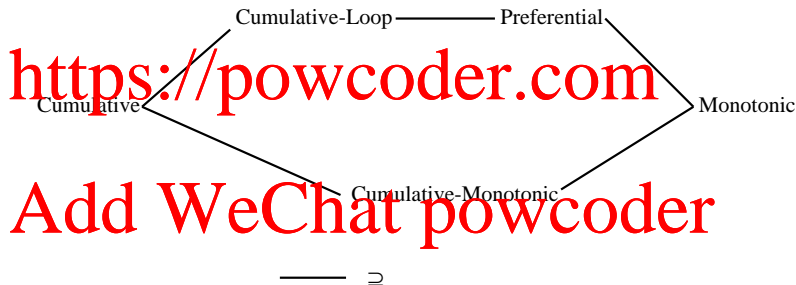 Cumulative-Loop Preferential
https://powcoder.com
Cumulative Monotonic
Cumulative-Monotonic
Add WeChat powcoder
⊇